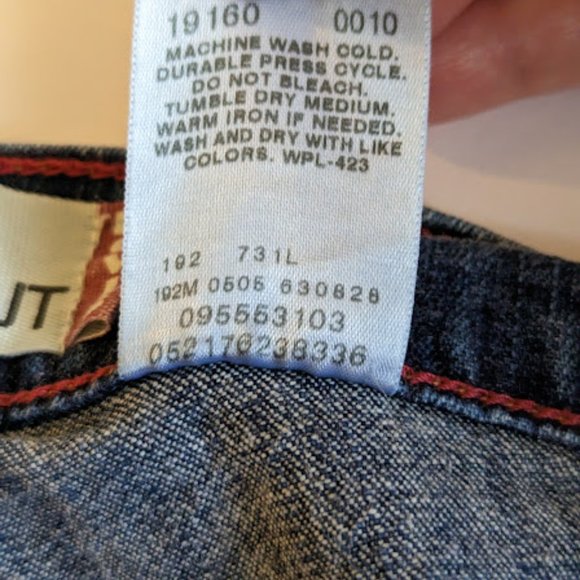 19160 0010
MACHINE WASH COLD.
DURABLE PRESS CYCLE.
DO NOT BLEACH.
TUMBLE DRY MEDIUM.
WARM IRON IF NEEDED.
WASH AND DRY WITH LIKE
COLORS. WPL-423
192 731L
192M 0505 630828
095553103
052176238336
JT